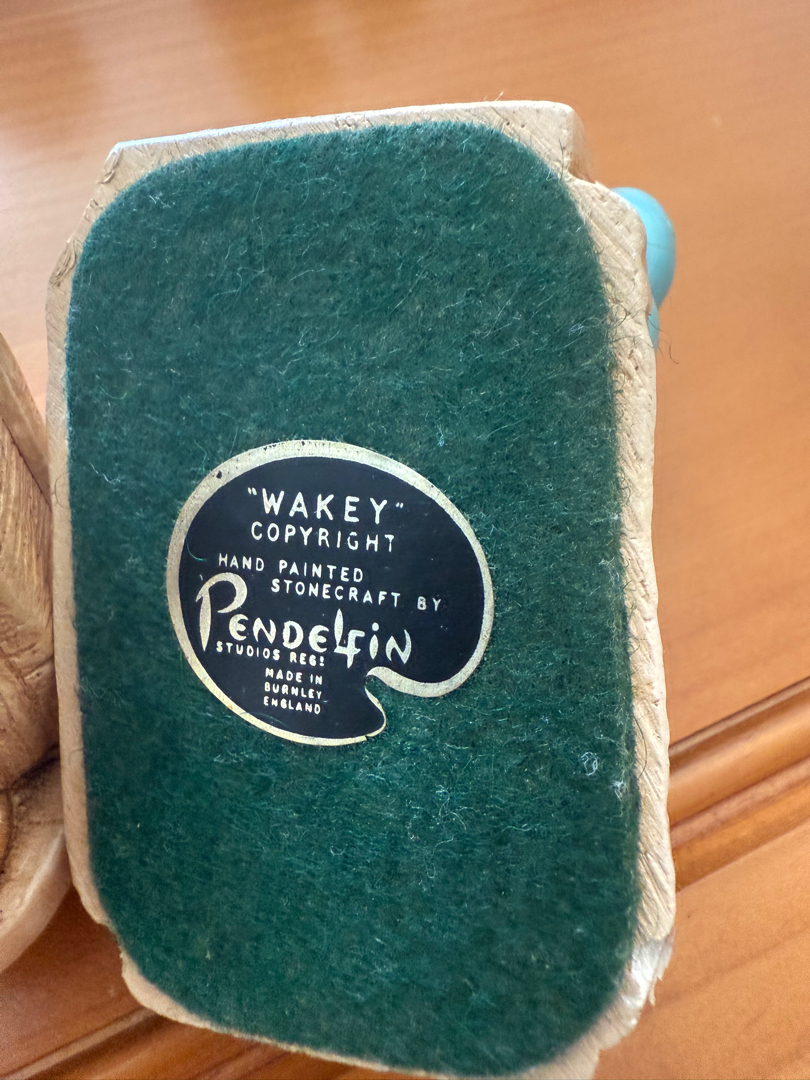 "WAKEY"
COPYRIGHT
HAND PAINTED
STONECRAFT BY
PENDELFIN
STUDIOS REGᴰ
MADE IN
BURNLEY
ENGLAND